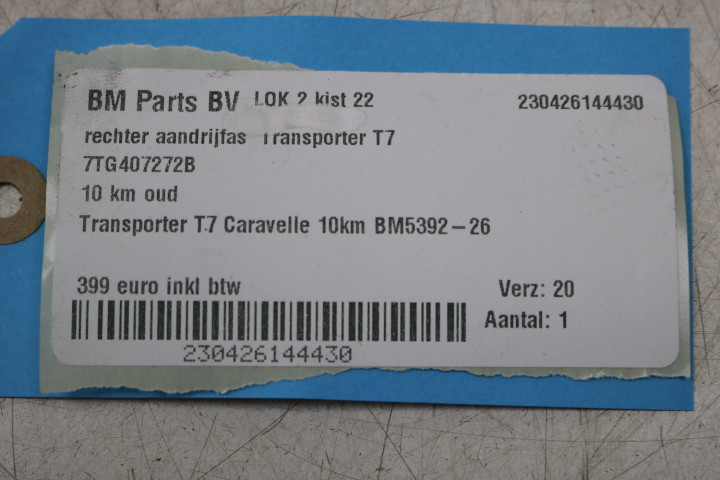 BM Parts BV LOK 2 kist 22 230426144430
rechter aandrijfas Transporter T7
7TG407272B
10 km oud
Transporter T7 Caravelle 10km BM5392-26
399 euro inkl btw Verz: 20
Aantal: 1
230426144430